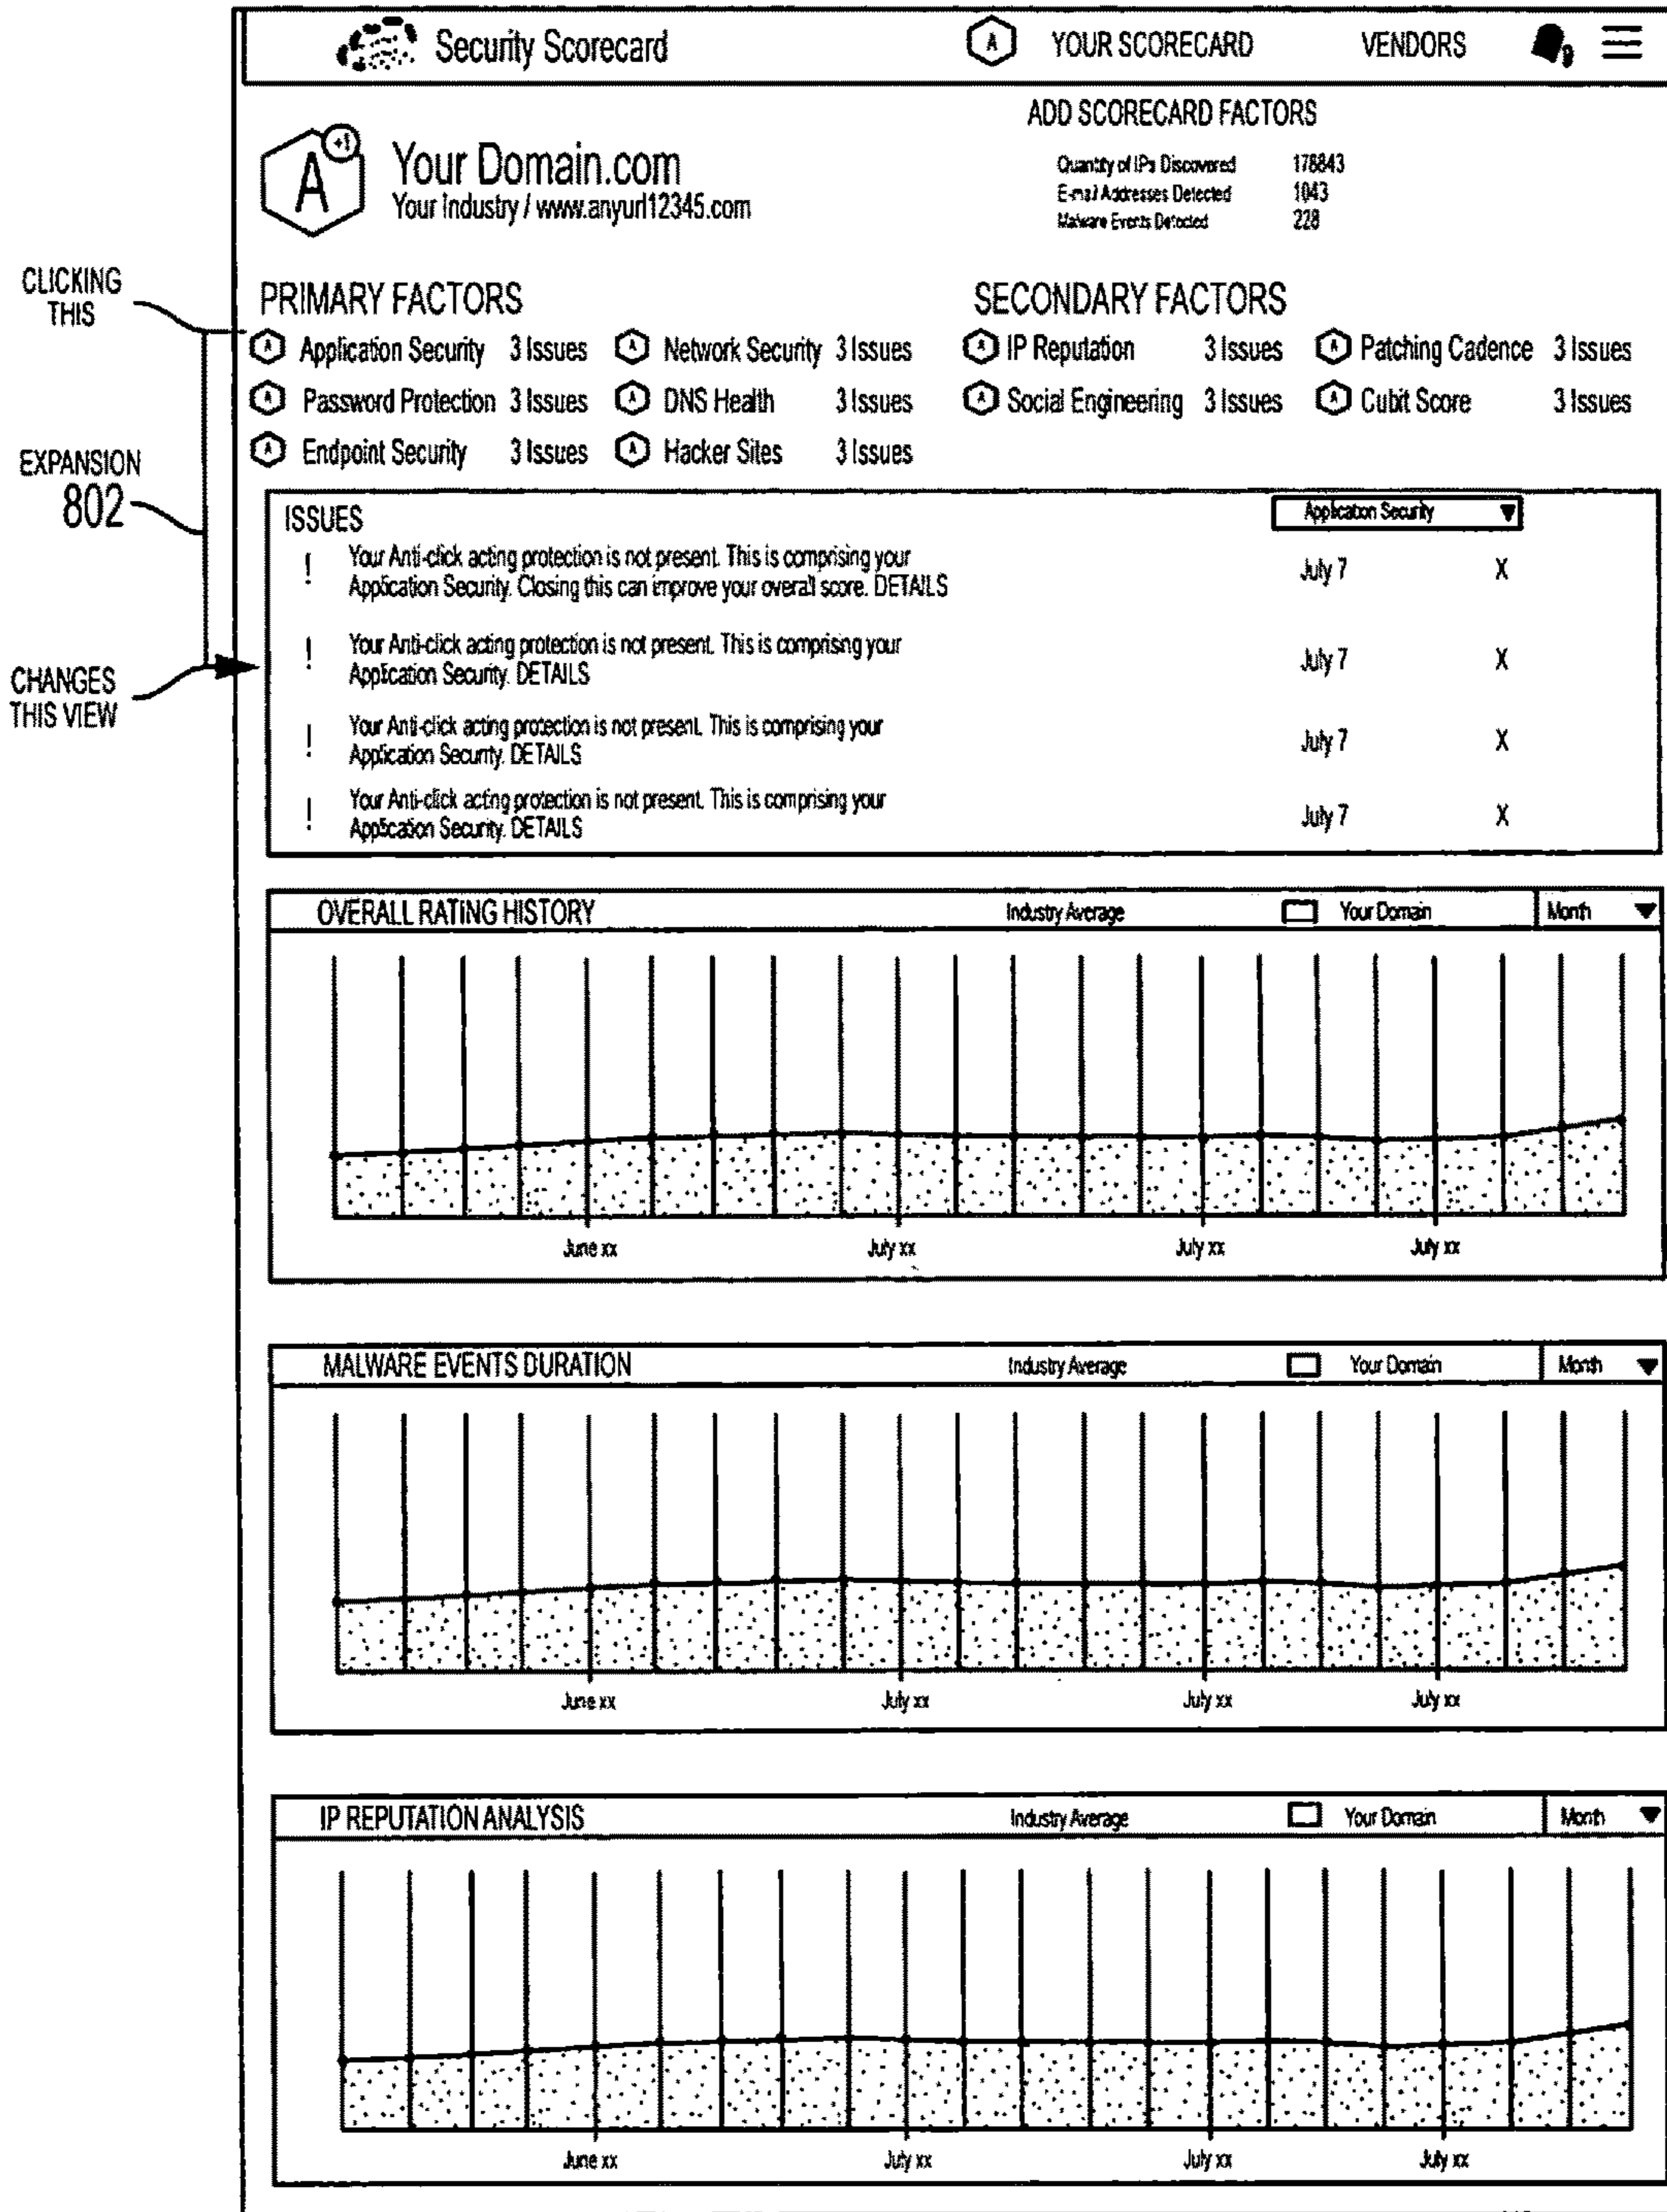 Security Scorecard
A YOUR SCORECARD VENDORS
ADD SCORECARD FACTORS
A +1
Your Domain.com
Your Industry / www.anyurl12345.com
Quantity of IPs Discovered 178843
E-mail Addresses Detected 1043
Malware Events Detected 228
CLICKING
THIS
EXPANSION
802
CHANGES
THIS VIEW
PRIMARY FACTORS
A Application Security 3 Issues A Network Security 3 Issues
A Password Protection 3 Issues A DNS Health 3 Issues
A Endpoint Security 3 Issues A Hacker Sites 3 Issues
SECONDARY FACTORS
A IP Reputation 3 Issues A Patching Cadence 3 Issues
A Social Engineering 3 Issues A Cubit Score 3 Issues
ISSUES Application Security
! Your Anti-click acting protection is not present. This is comprising your
Application Security. Closing this can improve your overall score. DETAILS
July 7 X
! Your Anti-click acting protection is not present. This is comprising your
Application Security. DETAILS
July 7 X
! Your Anti-click acting protection is not present. This is comprising your
Application Security. DETAILS
July 7 X
! Your Anti-click acting protection is not present. This is comprising your
Application Security. DETAILS
July 7 X
OVERALL RATING HISTORY Industry Average Your Domain Month
June xx July xx July xx July xx
MALWARE EVENTS DURATION Industry Average Your Domain Month
June xx July xx July xx July xx
IP REPUTATION ANALYSIS Industry Average Your Domain Month
June xx July xx July xx July xx